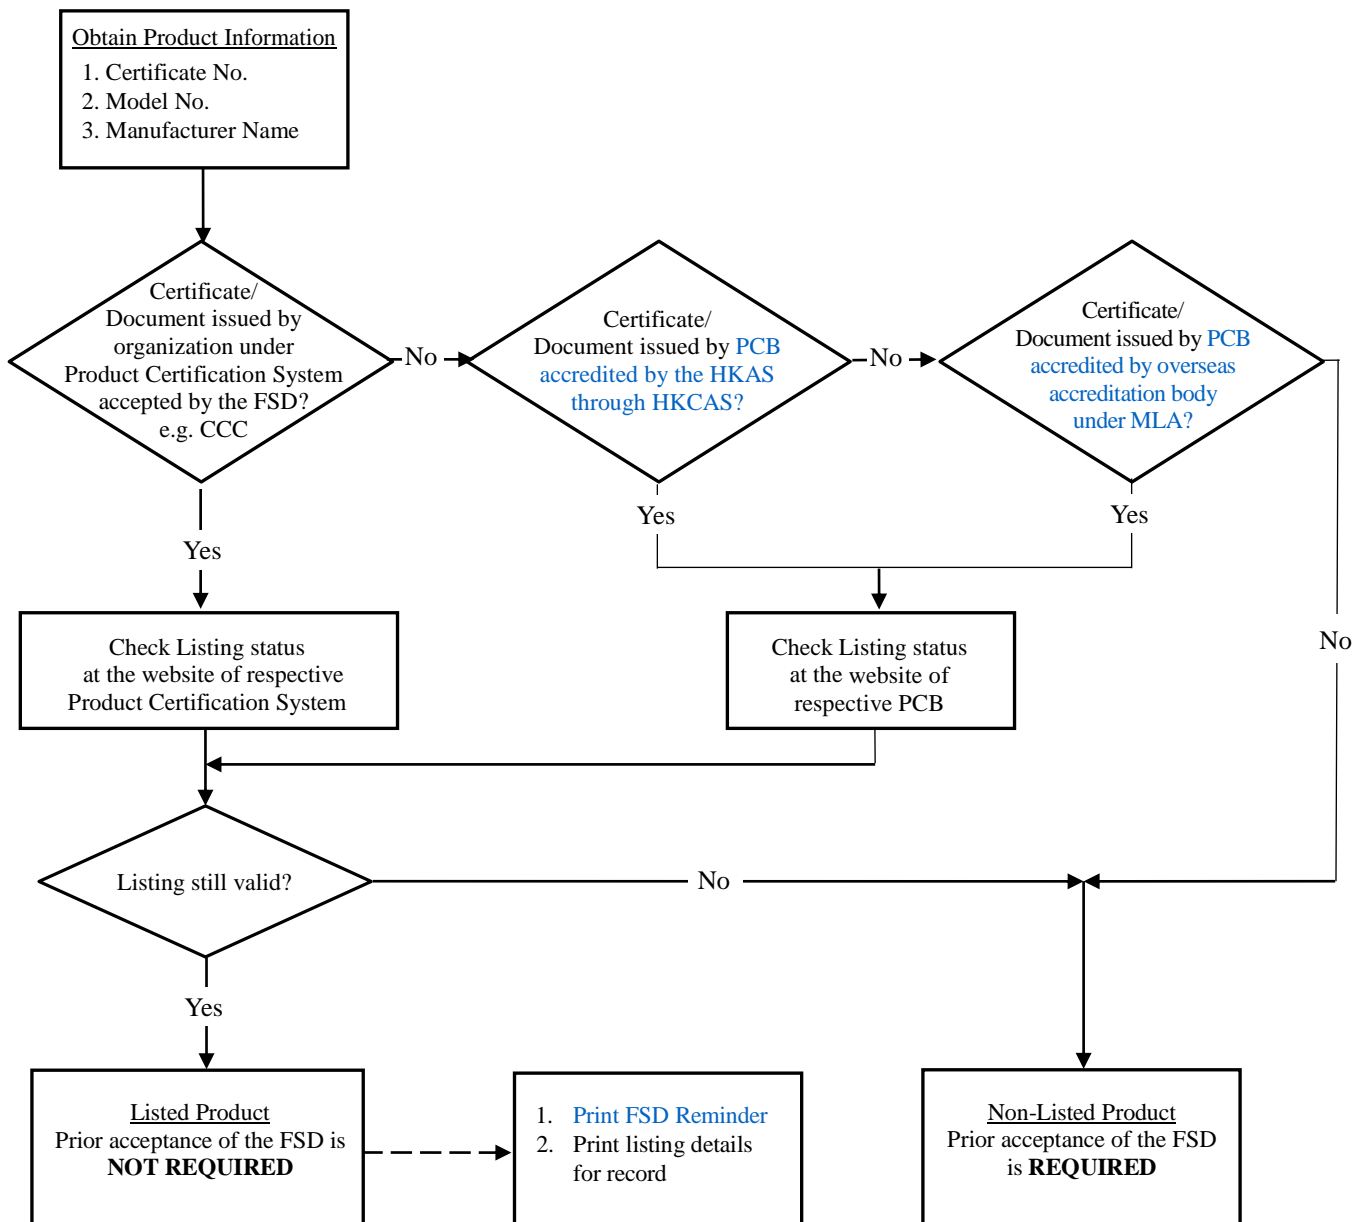 Obtain Product Information
1. Certificate No.
2. Model No.
3. Manufacturer Name
Certificate/
Document issued by
organization under
Product Certification System
accepted by the FSD?
e.g. CCC
No
Certificate/
Document issued by PCB
accredited by the HKAS
through HKCAS?
No
Certificate/
Document issued by PCB
accredited by overseas
accreditation body
under MLA?
Yes
Yes
Yes
No
Check Listing status
at the website of respective
Product Certification System
Check Listing status
at the website of
respective PCB
Listing still valid?
No
Yes
Listed Product
Prior acceptance of the FSD is
NOT REQUIRED
1. Print FSD Reminder
2. Print listing details
for record
Non-Listed Product
Prior acceptance of the FSD
is REQUIRED